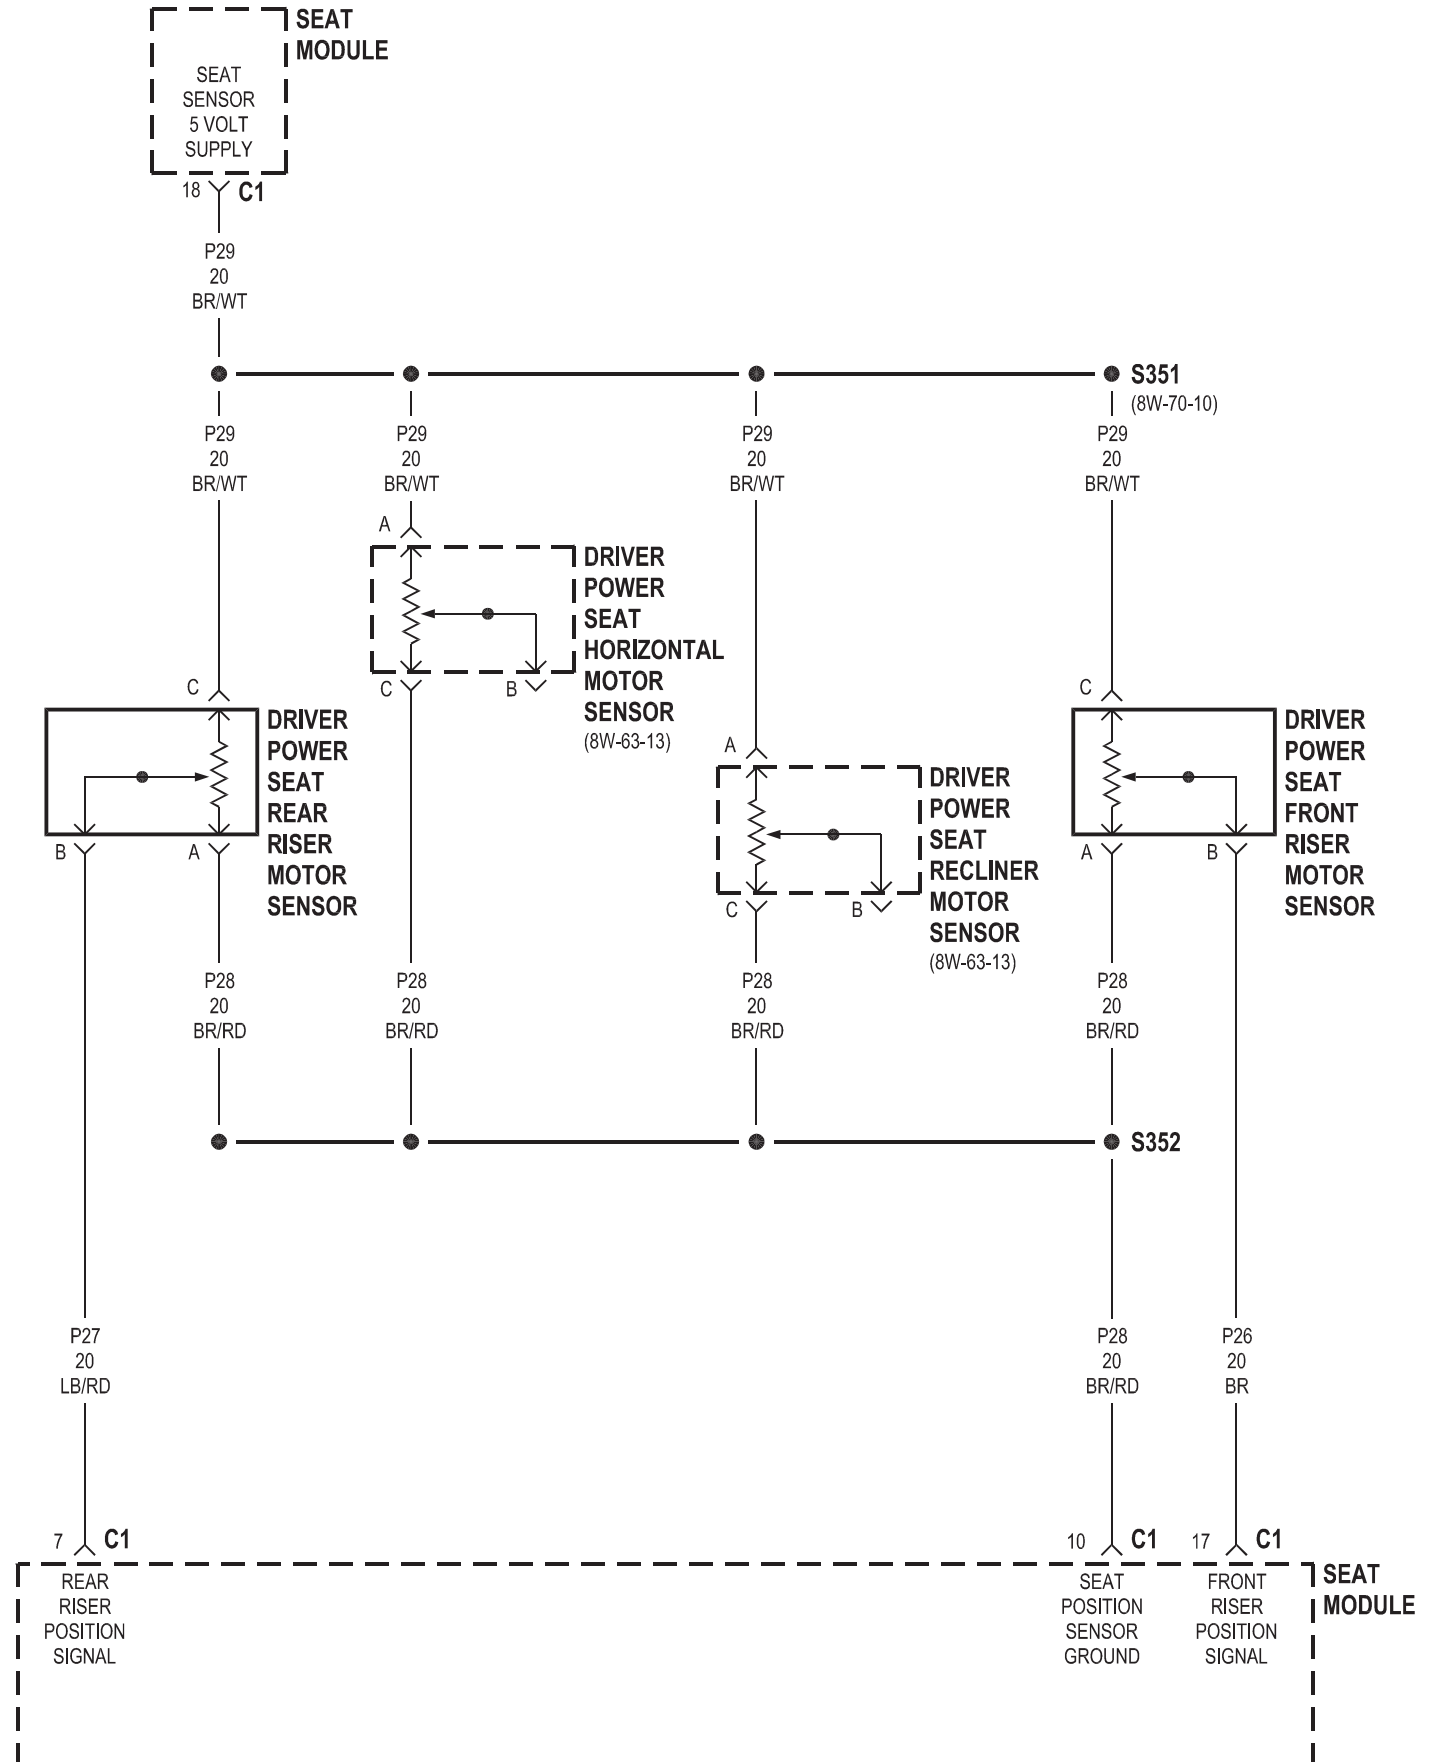 SEAT
MODULE
SEAT
SENSOR
5 VOLT
SUPPLY
18 C1
P29
20
BR/WT
S351
(8W-70-10)
P29
20
BR/WT
P29
20
BR/WT
P29
20
BR/WT
P29
20
BR/WT
A
DRIVER
POWER
SEAT
HORIZONTAL
MOTOR
SENSOR
(8W-63-13)
C
B
C
DRIVER
POWER
SEAT
REAR
RISER
MOTOR
SENSOR
B
A
A
DRIVER
POWER
SEAT
RECLINER
MOTOR
SENSOR
(8W-63-13)
C
B
C
DRIVER
POWER
SEAT
FRONT
RISER
MOTOR
SENSOR
A
B
P28
20
BR/RD
P28
20
BR/RD
P28
20
BR/RD
P28
20
BR/RD
S352
P27
20
LB/RD
P28
20
BR/RD
P26
20
BR
7 C1
10 C1
17 C1
REAR
RISER
POSITION
SIGNAL
SEAT
POSITION
SENSOR
GROUND
FRONT
RISER
POSITION
SIGNAL
SEAT
MODULE